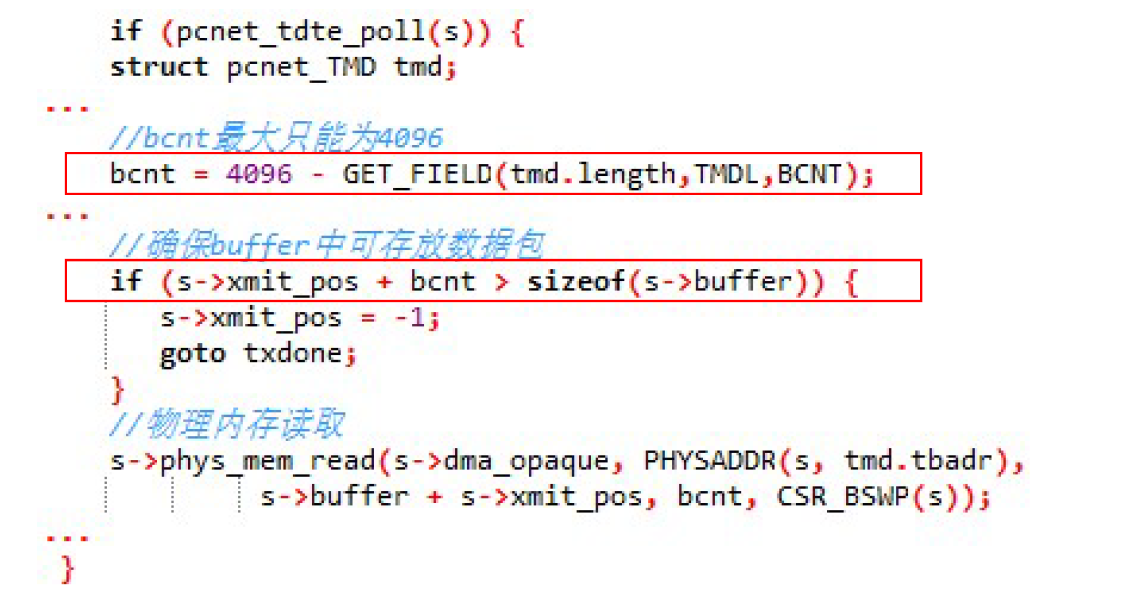 if (pcnet_tdte_poll(s)) {
struct pcnet_TMD tmd;
...
//bcnt最大只能为4096
bcnt = 4096 - GET_FIELD(tmd.length,TMDL,BCNT);
...
//确保buffer中可存放数据包
if (s->xmit_pos + bcnt > sizeof(s->buffer)) {
s->xmit_pos = -1;
goto txdone;
}
//物理内存读取
s->phys_mem_read(s->dma_opaque, PHYSADDR(s, tmd.tbadr),
s->buffer + s->xmit_pos, bcnt, CSR_BSWP(s));
...
}